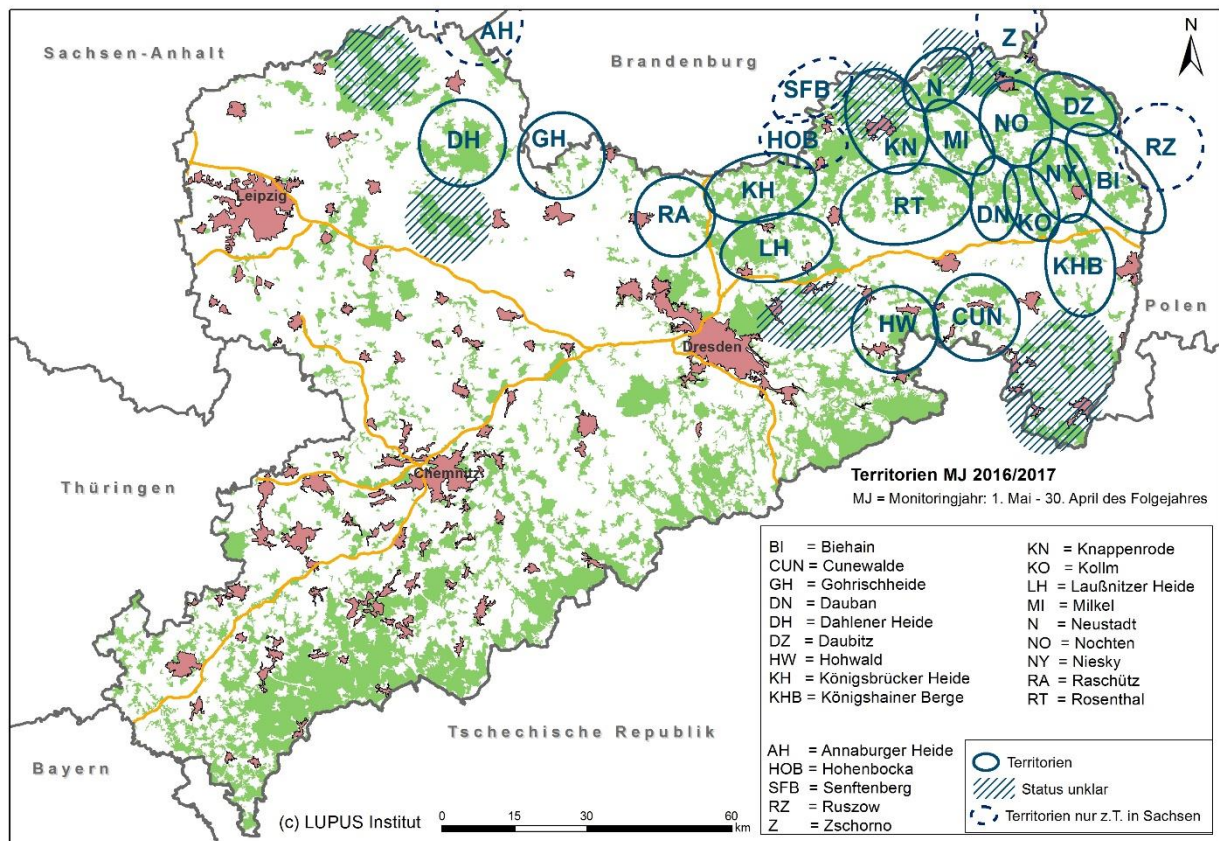 Sachsen-Anhalt
AH
Brandenburg
Z
N
SFB
N
DZ
DH
GH
HOB
KN
MI
NO
RZ
Leipzig
KH
NY
BI
RA
RT
DN
KO
LH
KHB
Polen
HW
CUN
Dresden
Chemnitz
Thüringen
Territorien MJ 2016/2017
MJ = Monitoringjahr: 1. Mai - 30. April des Folgejahres
BI = Biehain
CUN = Cunewalde
GH = Gohrischheide
DN = Dauban
DH = Dahlener Heide
DZ = Daubitz
HW = Hohwald
KH = Königsbrücker Heide
KHB = Königshainer Berge
KN = Knappenrode
KO = Kollm
LH = Laußnitzer Heide
MI = Milkel
N = Neustadt
NO = Nochten
NY = Niesky
RA = Raschütz
RT = Rosenthal
Tschechische Republik
Bayern
AH = Annaburger Heide
HOB = Hohenbocka
SFB = Senftenberg
RZ = Ruszow
Z = Zschorno
Territorien
Status unklar
Territorien nur z.T. in Sachsen
(c) LUPUS Institut
0 15 30 60
km